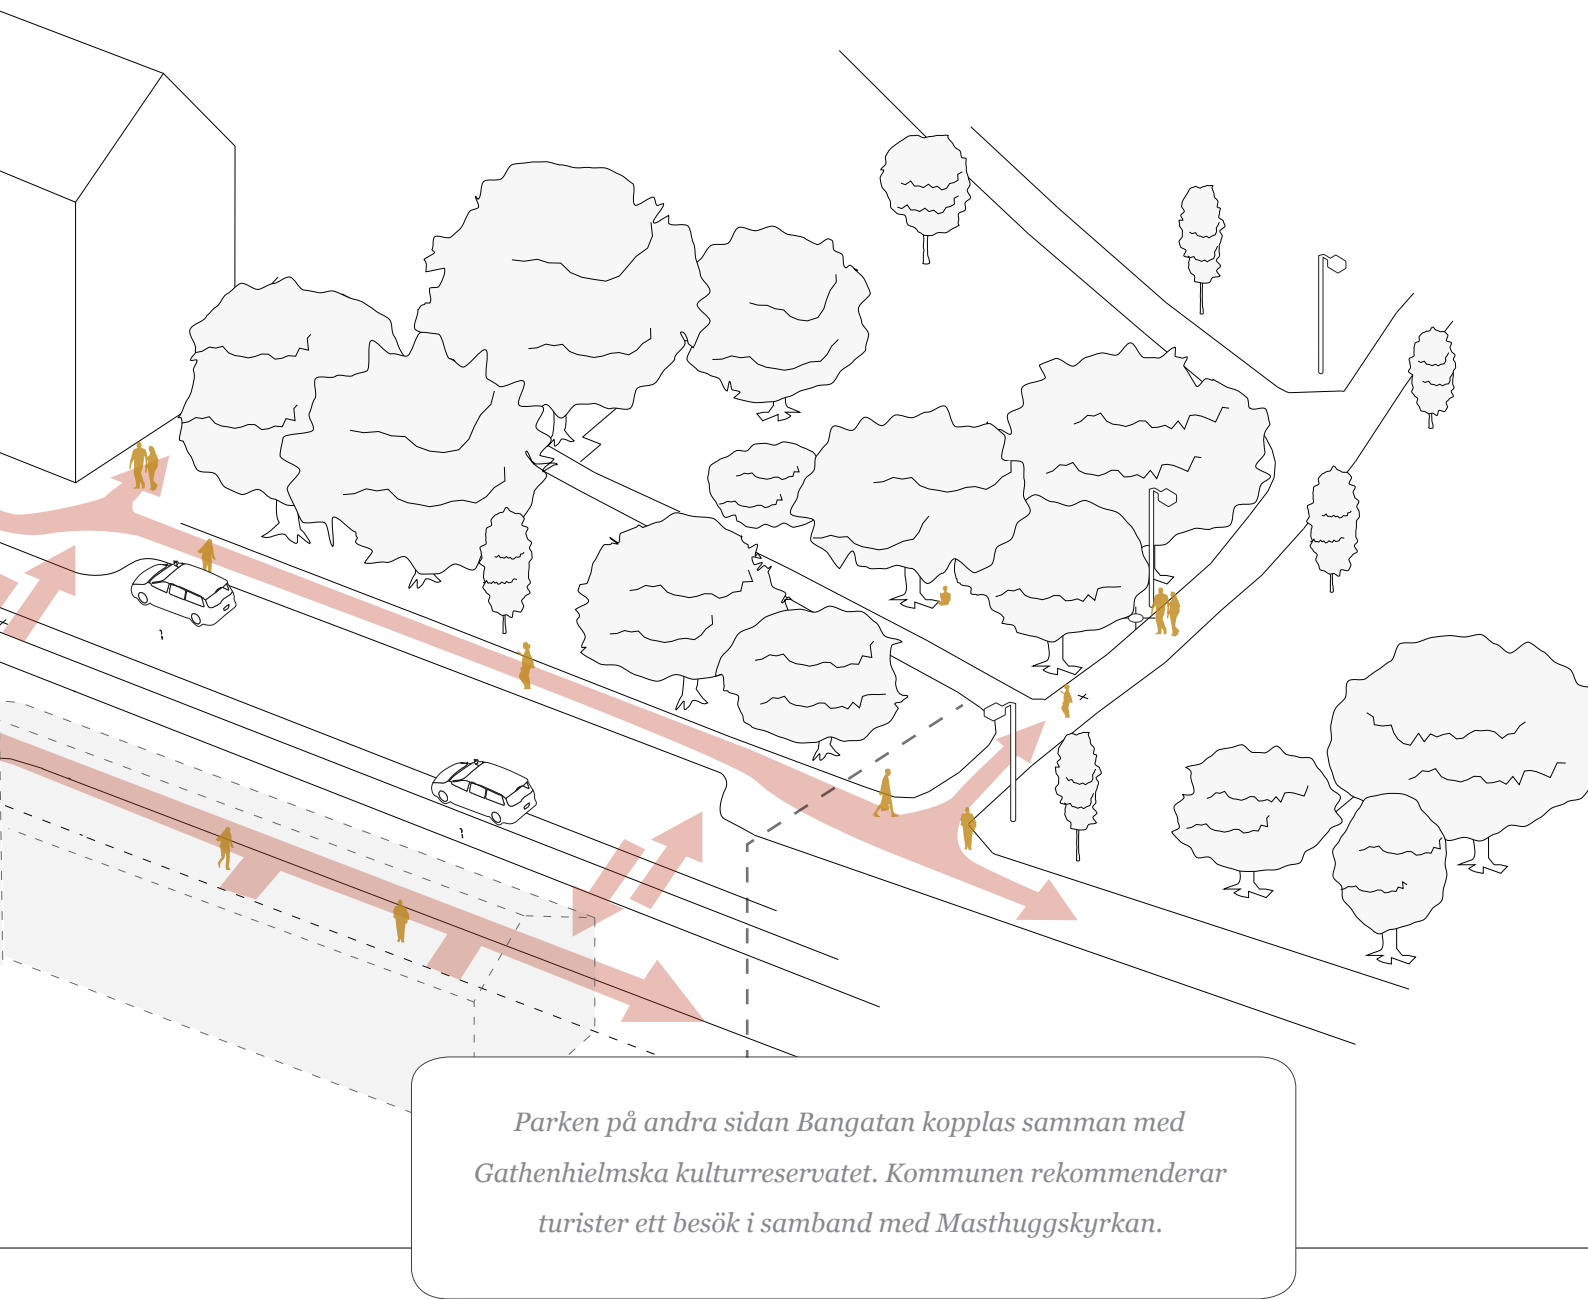 Parken på andra sidan Bangatan kopplas samman med
Gathenhielmska kulturreservatet. Kommunen rekommenderar
turister ett besök i samband med Masthuggskyrkan.